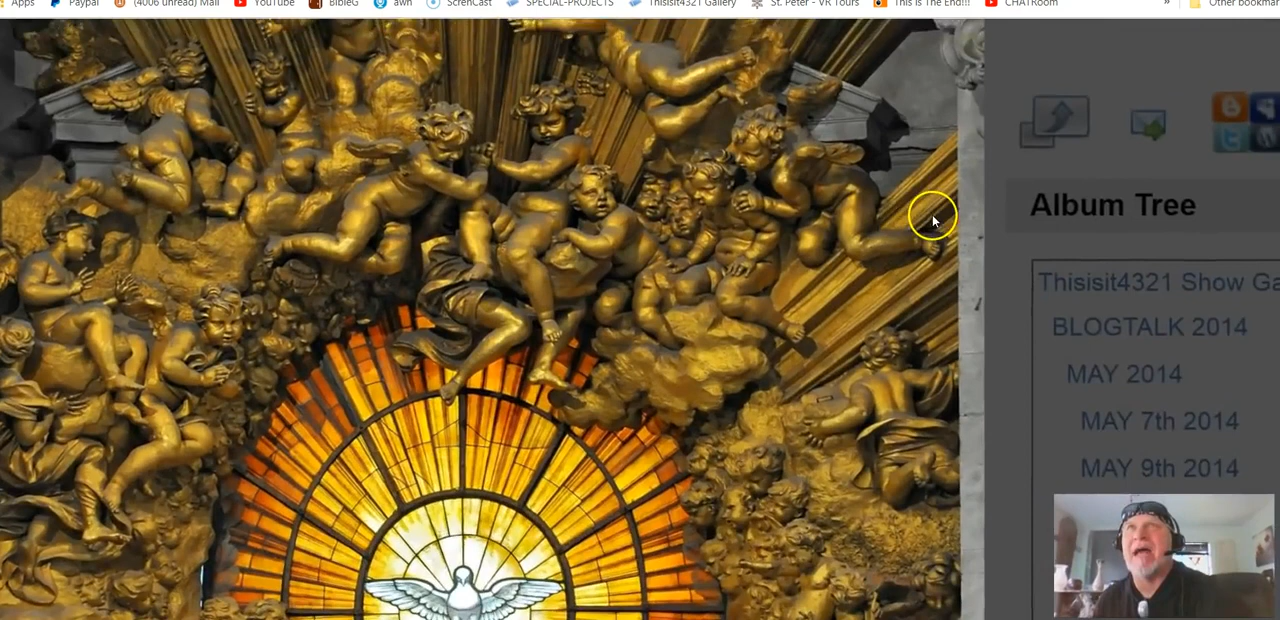 Apps Paypal (4006 unread) Mail YouTube BibleG awn ScrenCast SPECIAL-PROJECTS Thisisit4321 Gallery St. Peter - VR Tours This Is The End!!! CHATRoom » Other bookmar
Album Tree
Thisisit4321 Show Ga
BLOGTALK 2014
MAY 2014
MAY 7th 2014
MAY 9th 2014